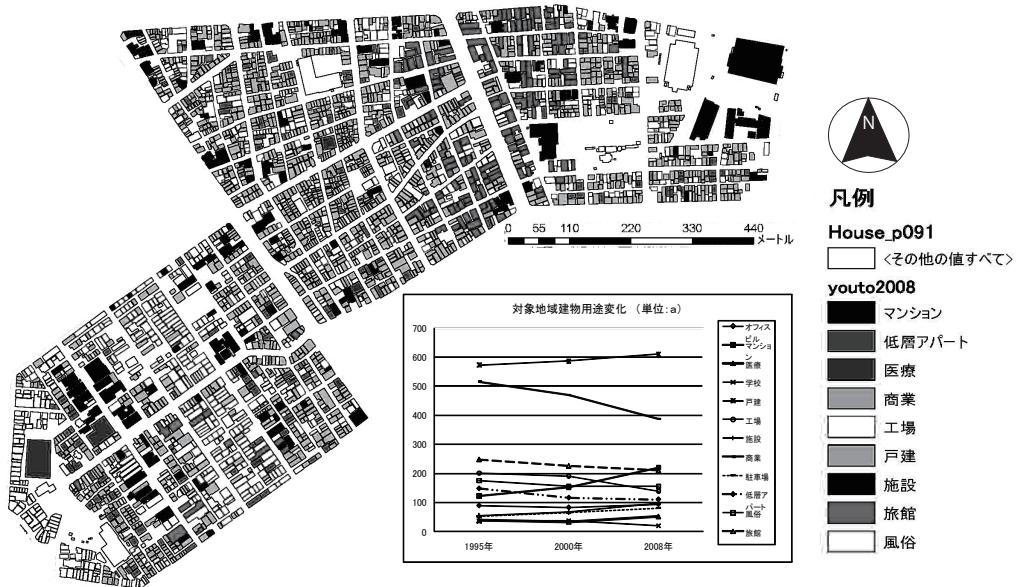 N
凡例
House_p091
<その他の値すべて>
youto2008
マンション
低層アパート
医療
商業
工場
戸建
施設
旅館
風俗
0 55 110 220 330 440
メートル
対象地域建物用途変化 (単位:a)
700
600
500
400
300
200
100
0
1995年 2000年 2008年
オフィス
ビル
マンショ
ン
医療
学校
戸建
工場
施設
商業
駐車場
低層ア
パート
風俗
旅館